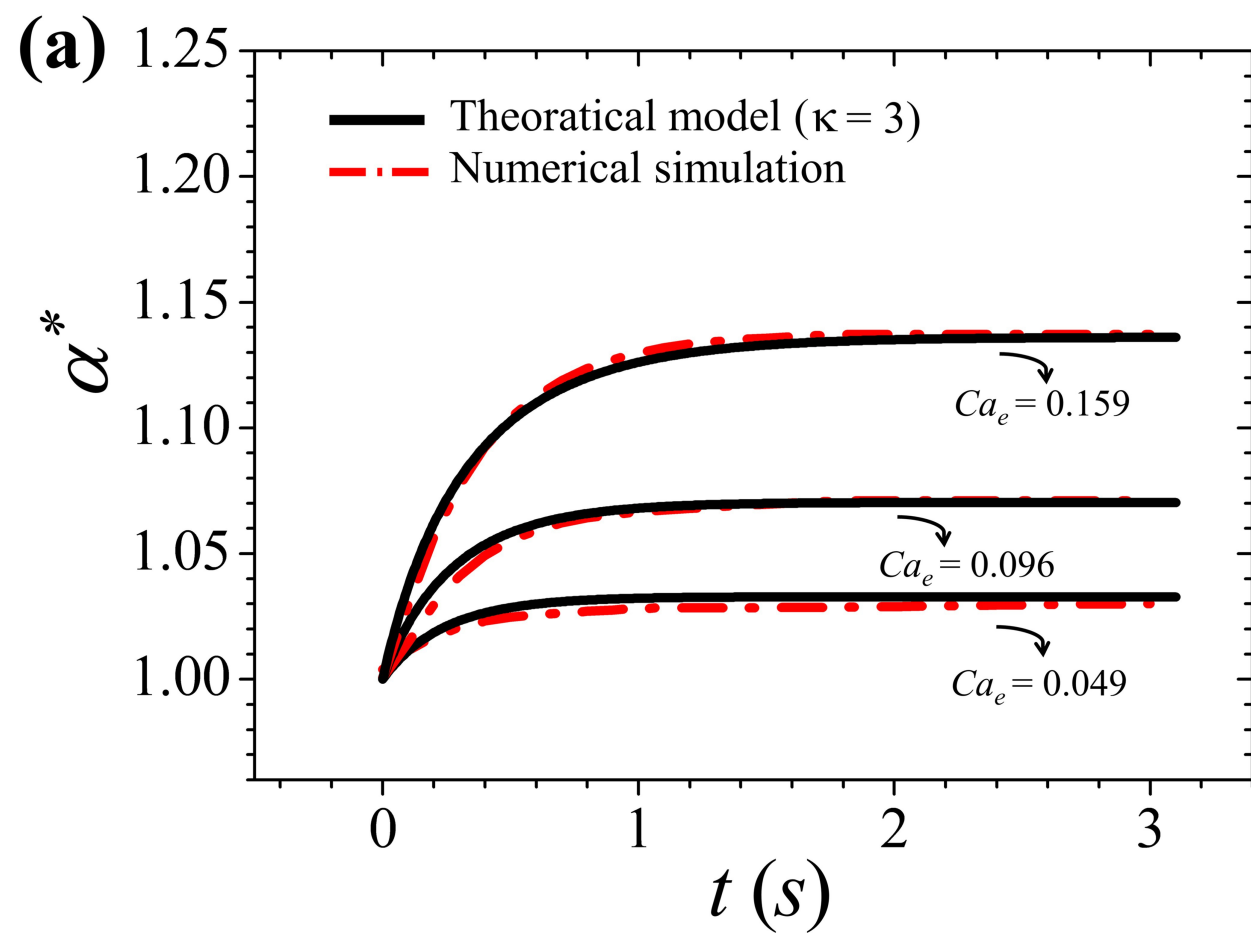 (a)
1.25
1.20
1.15
1.10
1.05
1.00
α*
Theoratical model (κ = 3)
Numerical simulation
Ca_e = 0.159
Ca_e = 0.096
Ca_e = 0.049
0 1 2 3
t (s)